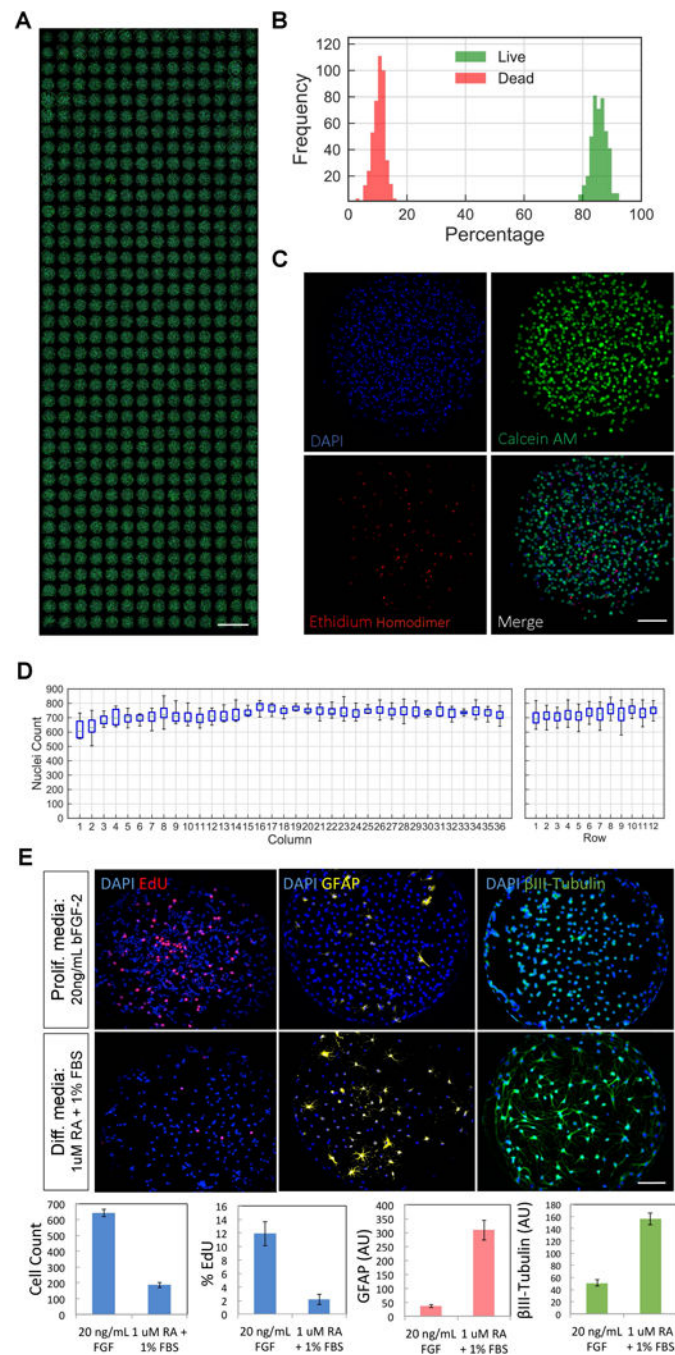 A
B
120
100
80
60
40
20
Frequency
Live
Dead
0 20 40 60 80 100
Percentage
C
DAPI
Calcein AM
Ethidium Homodimer
Merge
D
900
800
700
600
500
400
300
200
100
0
Nuclei Count
1 2 3 4 5 6 7 8 9 10 11 12 13 14 15 16 17 18 19 20 21 22 23 24 25 26 27 28 29 30 31 32 33 34 35 36
Column
1 2 3 4 5 6 7 8 9 10 11 12
Row
E
Prolif. media:
20ng/mL bFGF-2
DAPI EdU
DAPI GFAP
DAPI βIII-Tubulin
Diff. media:
1uM RA + 1% FBS
Cell Count
700
600
500
400
300
200
100
0
20 ng/mL 1 uM RA +
FGF 1% FBS
% EdU
16
14
12
10
8
6
4
2
0
20 ng/mL 1 uM RA
FGF + 1% FBS
GFAP (AU)
400
350
300
250
200
150
100
50
0
20 ng/mL 1 uM RA
FGF + 1% FBS
βIII-Tubulin (AU)
180
160
140
120
100
80
60
40
20
0
20 ng/mL 1 uM RA
FGF + 1% FBS